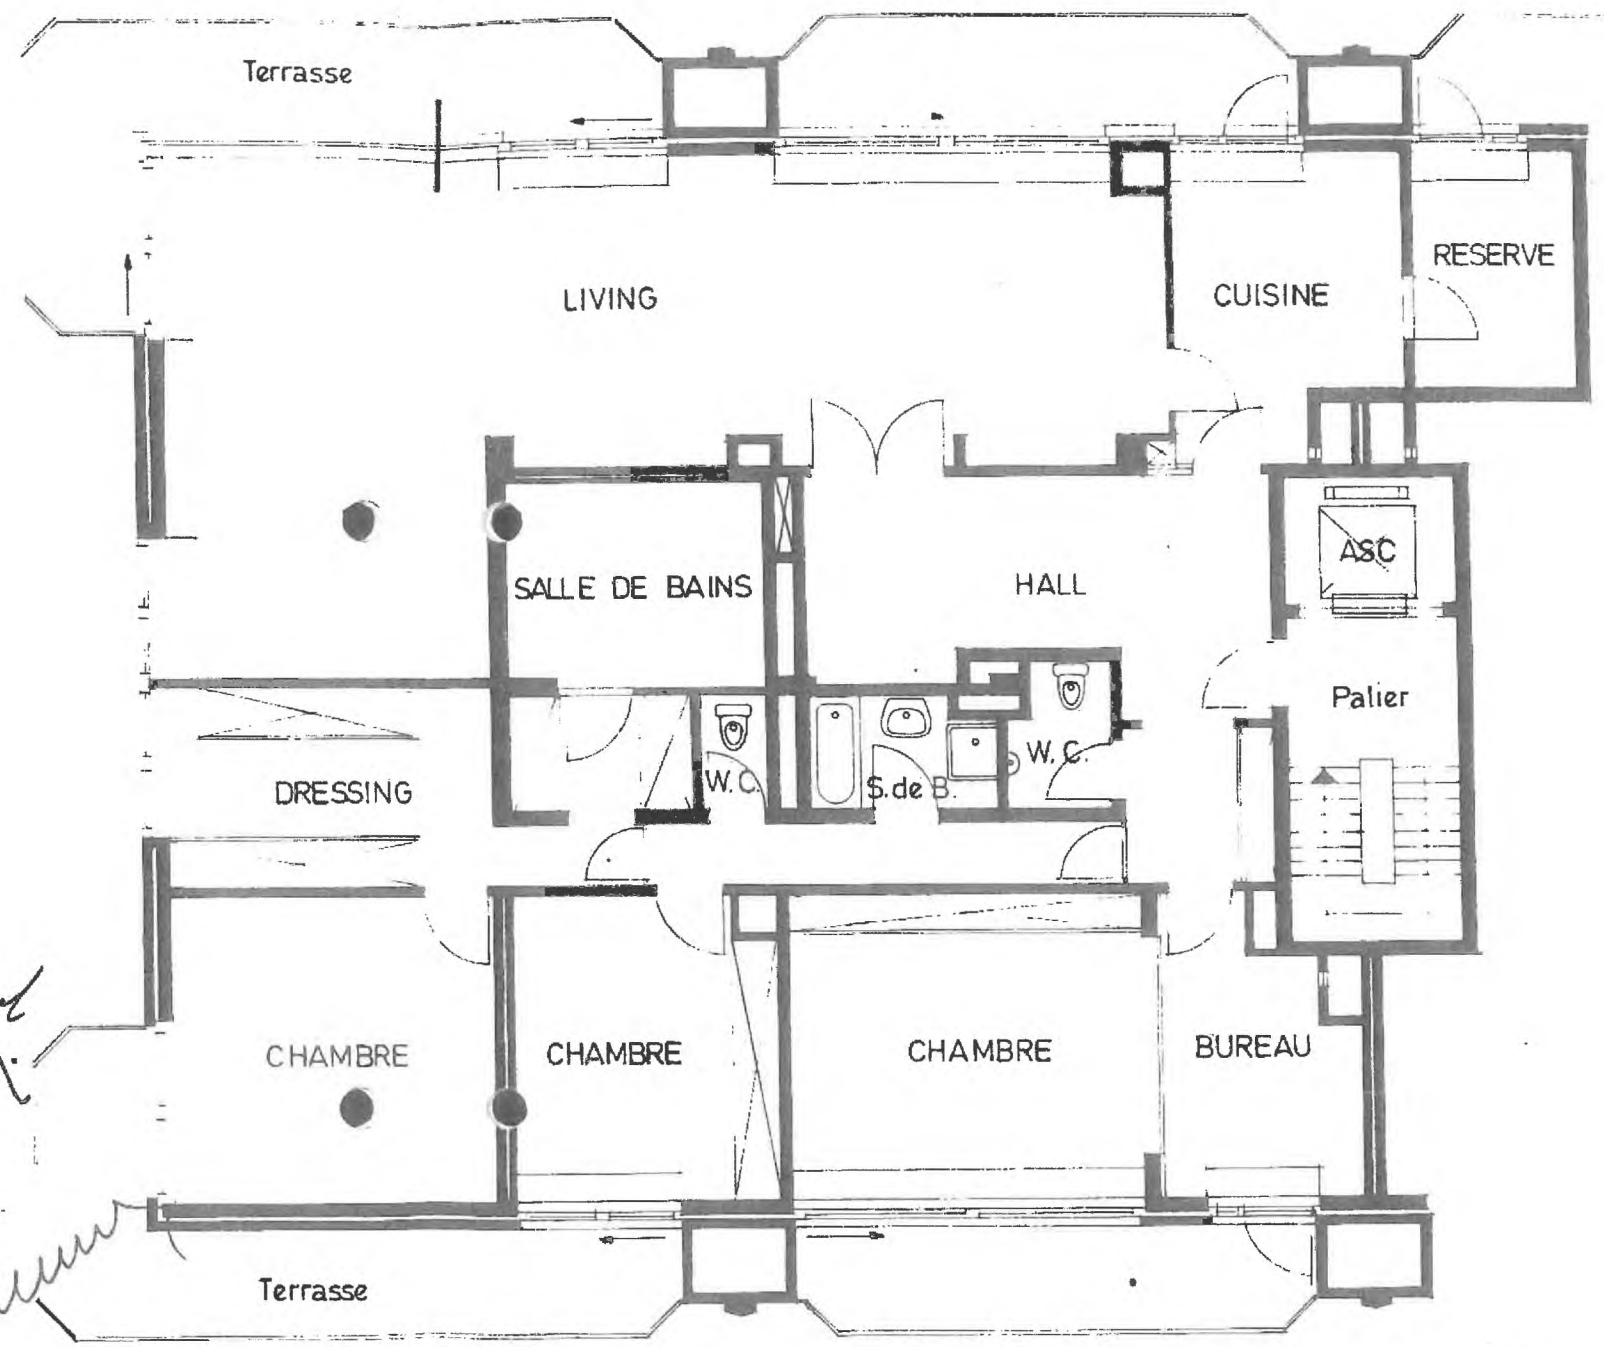 Terrasse
LIVING
CUISINE
RESERVE
SALLE DE BAINS
HALL
ASC
Palier
DRESSING
W.C.
S.de B.
W.C.
CHAMBRE
CHAMBRE
CHAMBRE
BUREAU
Terrasse